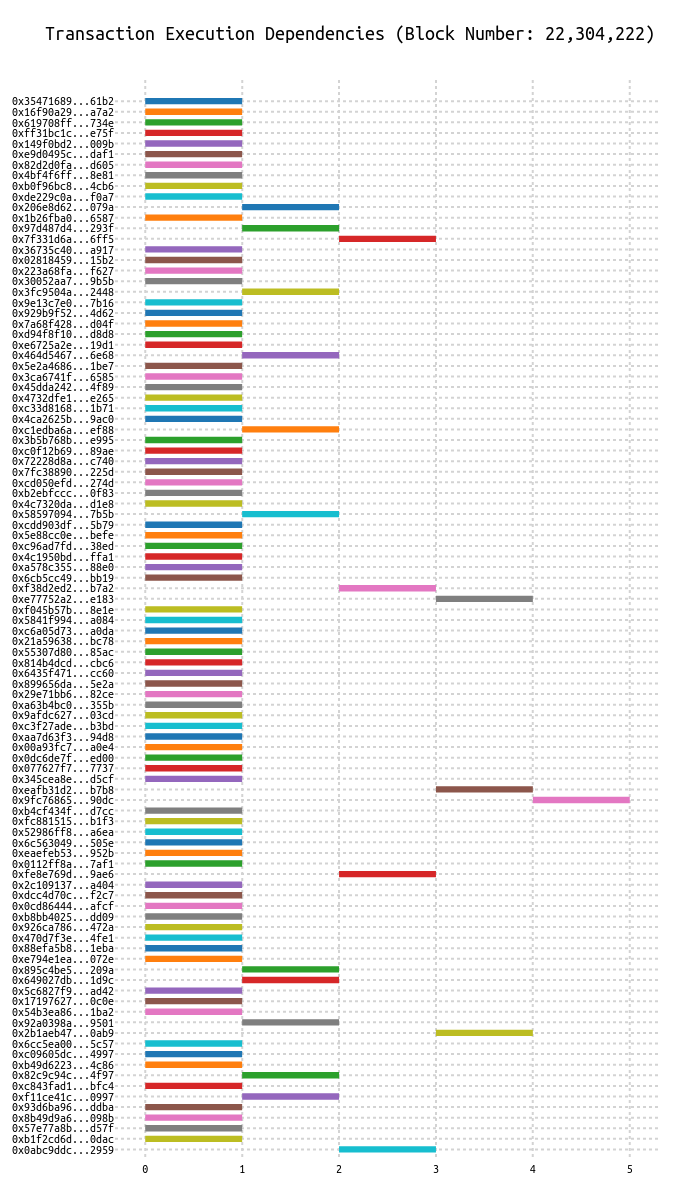 Transaction Execution Dependencies (Block Number: 22,304,222)
0x35471689...61b2
0x16f90a29...a7a2
0x619708ff...734e
0xff31bc1c...e75f
0x149f0bd2...009b
0xe9d0495c...daf1
0x82d2d0fa...d605
0x4bf4f6ff...8e81
0xb0f96bc8...4cb6
0xde229c0a...f0a7
0x206e8d62...079a
0x1b26fba0...6587
0x97d487d4...293f
0x7f331d6a...6ff5
0x36735c40...a917
0x02818459...15b2
0x223a68fa...f627
0x30052aa7...9b5b
0x3fc9504a...2448
0x9e13c7e0...7b16
0x929b9f52...4d62
0x7a68f428...d04f
0xd94f8f10...d8d8
0xe6725a2e...19d1
0x464d5467...6e68
0x5e2a4686...1be7
0x3ca6741f...6585
0x45dda242...4f89
0x4732dfe1...e265
0xc33d8168...1b71
0x4ca2625b...9ac0
0xc1edba6a...ef88
0x3b5b768b...e995
0xc0f12b69...89ae
0x72228d8a...c740
0x7fc38890...225d
0xcd050efd...274d
0xb2ebfccc...0f83
0x4c7320da...d1e8
0x58597094...7b5b
0xcdd903df...5b79
0x5e88cc0e...befe
0xc96ad7fd...38ed
0x4c1950bd...ffa1
0xa578c355...88e0
0x6cb5cc49...bb19
0xf38d2ed2...b7a2
0xe77752a2...e183
0xf045b57b...8e1e
0x5841f994...a084
0xc6a05d73...a0da
0x21a59638...bc78
0x55307d80...85ac
0x814b4dcd...cbc6
0x6435f471...cc60
0x899656da...5e2a
0x29e71bb6...82ce
0xa63b4bc0...355b
0x9afdc627...03cd
0xc3f27ade...b3bd
0xaa7d63f3...94d8
0x00a93fc7...a0e4
0x0dc6de7f...ed00
0x077627f7...7737
0x345cea8e...d5cf
0xeafb31d2...b7b8
0x9fc76865...90dc
0xb4cf434f...d7cc
0xfc881515...b1f3
0x52986ff8...a6ea
0x6c563049...505e
0xeaefeb53...952b
0x0112ff8a...7af1
0xfe8e769d...9ae6
0x2c109137...a404
0xdcc4d70c...f2c7
0x0cd86444...afcf
0xb8bb4025...dd09
0x926ca786...472a
0x470d7f3e...4fe1
0x88efa5b8...1eba
0xe794e1ea...072e
0x895c4be5...209a
0x649027db...1d9c
0x5c6827f9...ad42
0x17197627...0c0e
0x54b3ea86...1ba2
0x92a0398a...9501
0x2b1aeb47...0ab9
0x6cc5ea00...5c57
0xc09605dc...4997
0xb49d6223...4c86
0x82c9c94c...4f97
0xc843fad1...bfc4
0xf11ce41c...0997
0x93d6ba96...ddba
0x8b49d9a6...098b
0x57e77a8b...d57f
0xb1f2cd6d...0dac
0x0abc9ddc...2959
0 1 2 3 4 5